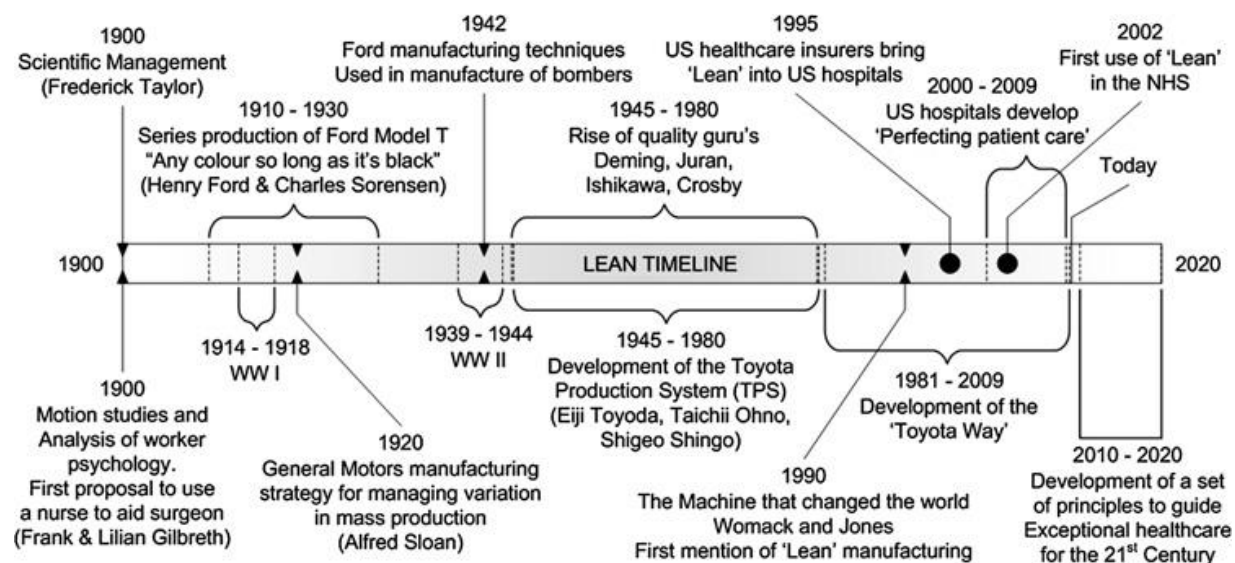 1900
Scientific Management
(Frederick Taylor)
1910 - 1930
Series production of Ford Model T
“Any colour so long as it’s black”
(Henry Ford & Charles Sorensen)
1942
Ford manufacturing techniques
Used in manufacture of bombers
1945 - 1980
Rise of quality guru’s
Deming, Juran,
Ishikawa, Crosby
1995
US healthcare insurers bring
‘Lean’ into US hospitals
2000 - 2009
US hospitals develop
‘Perfecting patient care’
2002
First use of ‘Lean’
in the NHS
Today
1900
LEAN TIMELINE
2020
1900
Motion studies and
Analysis of worker
psychology.
First proposal to use
a nurse to aid surgeon
(Frank & Lilian Gilbreth)
1914 - 1918
WW I
1920
General Motors manufacturing
strategy for managing variation
in mass production
(Alfred Sloan)
1939 - 1944
WW II
1945 - 1980
Development of the Toyota
Production System (TPS)
(Eiji Toyoda, Taichii Ohno,
Shigeo Shingo)
1990
The Machine that changed the world
Womack and Jones
First mention of ‘Lean’ manufacturing
1981 - 2009
Development of the
‘Toyota Way’
2010 - 2020
Development of a set
of principles to guide
Exceptional healthcare
for the 21st Century